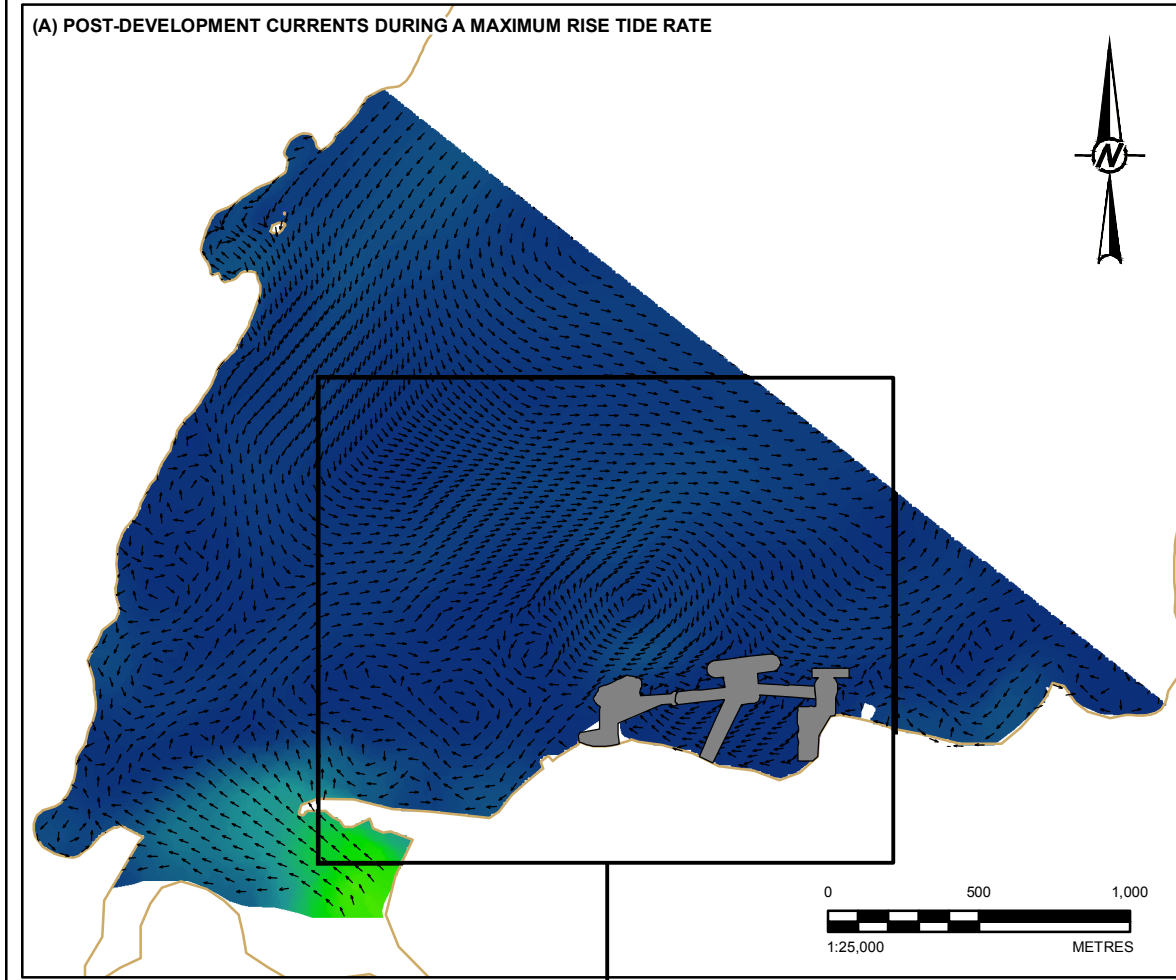 (A) POST-DEVELOPMENT CURRENTS DURING A MAXIMUM RISE TIDE RATE
N
0 500 1,000
1:25,000 METRES